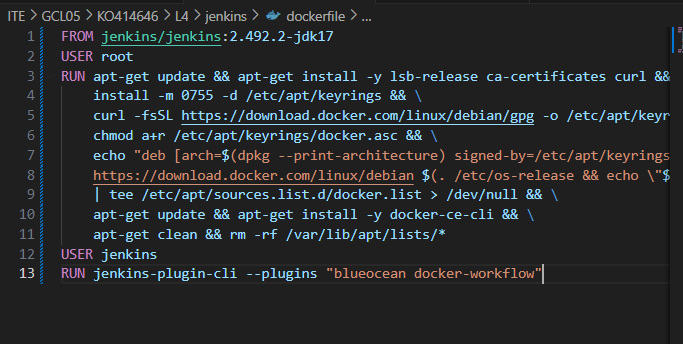 ITE > GCL05 > KO414646 > L4 > jenkins > dockerfile > ...
1 FROM jenkins/jenkins:2.492.2-jdk17
2 USER root
3 RUN apt-get update && apt-get install -y lsb-release ca-certificates curl &&
4 install -m 0755 -d /etc/apt/keyrings && \
5 curl -fsSL https://download.docker.com/linux/debian/gpg -o /etc/apt/keyr
6 chmod a+r /etc/apt/keyrings/docker.asc && \
7 echo "deb [arch=$(dpkg --print-architecture) signed-by=/etc/apt/keyrings
8 https://download.docker.com/linux/debian $(. /etc/os-release && echo \"$
9 | tee /etc/apt/sources.list.d/docker.list > /dev/null && \
10 apt-get update && apt-get install -y docker-ce-cli && \
11 apt-get clean && rm -rf /var/lib/apt/lists/*
12 USER jenkins
13 RUN jenkins-plugin-cli --plugins "blueocean docker-workflow"